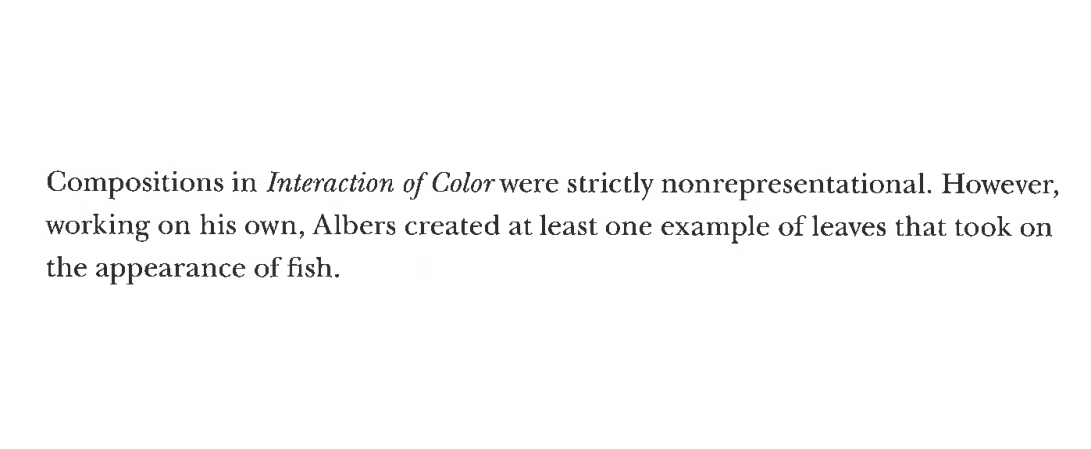 Compositions in Interaction of Color were strictly nonrepresentational. However,
working on his own, Albers created at least one example of leaves that took on
the appearance of fish.